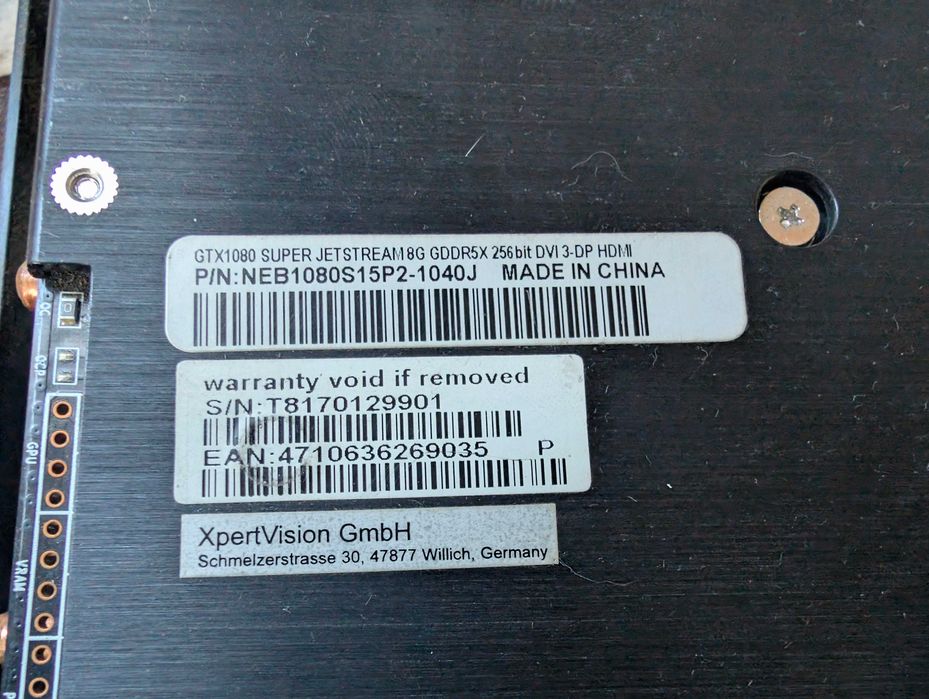 GTX1080 SUPER JETSTREAM 8G GDDR5X 256bit DVI 3-DP HDMI
P/N:NEB1080S15P2-1040J MADE IN CHINA
warranty void if removed
S/N:T8170129901
EAN:4710636269035 P
XpertVision GmbH
Schmelzerstrasse 30, 47877 Willich, Germany
OC
GPU
VRAM